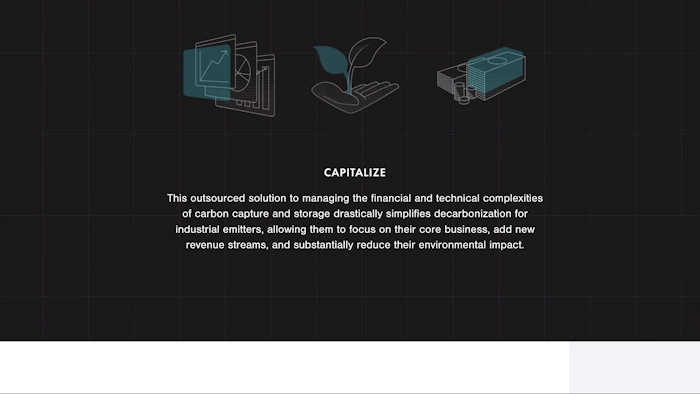 CAPITALIZE
This outsourced solution to managing the financial and technical complexities
of carbon capture and storage drastically simplifies decarbonization for
industrial emitters, allowing them to focus on their core business, add new
revenue streams, and substantially reduce their environmental impact.